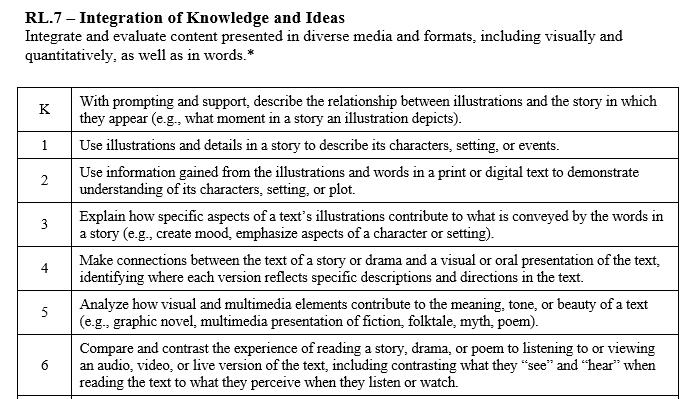 RL.7 – Integration of Knowledge and Ideas
Integrate and evaluate content presented in diverse media and formats, including visually and
quantitatively, as well as in words.*
K
With prompting and support, describe the relationship between illustrations and the story in which
they appear (e.g., what moment in a story an illustration depicts).
1
Use illustrations and details in a story to describe its characters, setting, or events.
2
Use information gained from the illustrations and words in a print or digital text to demonstrate
understanding of its characters, setting, or plot.
3
Explain how specific aspects of a text’s illustrations contribute to what is conveyed by the words in
a story (e.g., create mood, emphasize aspects of a character or setting).
4
Make connections between the text of a story or drama and a visual or oral presentation of the text,
identifying where each version reflects specific descriptions and directions in the text.
5
Analyze how visual and multimedia elements contribute to the meaning, tone, or beauty of a text
(e.g., graphic novel, multimedia presentation of fiction, folktale, myth, poem).
6
Compare and contrast the experience of reading a story, drama, or poem to listening to or viewing
an audio, video, or live version of the text, including contrasting what they “see” and “hear” when
reading the text to what they perceive when they listen or watch.